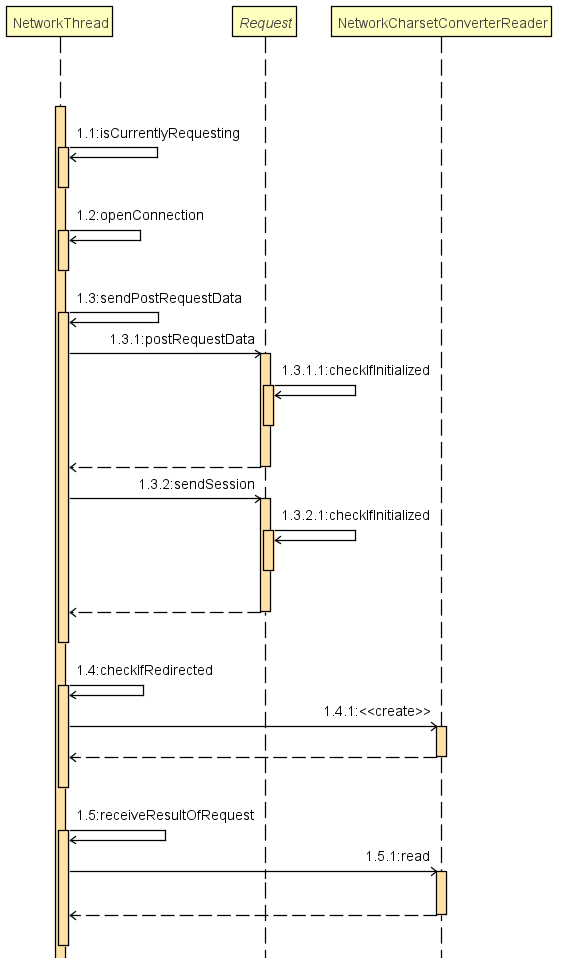 NetworkThread
Request
NetworkCharsetConverterReader
1.1:isCurrentlyRequesting
1.2:openConnection
1.3:sendPostRequestData
1.3.1:postRequestData
1.3.1.1:checkIfInitialized
1.3.2:sendSession
1.3.2.1:checkIfInitialized
1.4:checkIfRedirected
1.4.1:<<create>>
1.5:receiveResultOfRequest
1.5.1:read